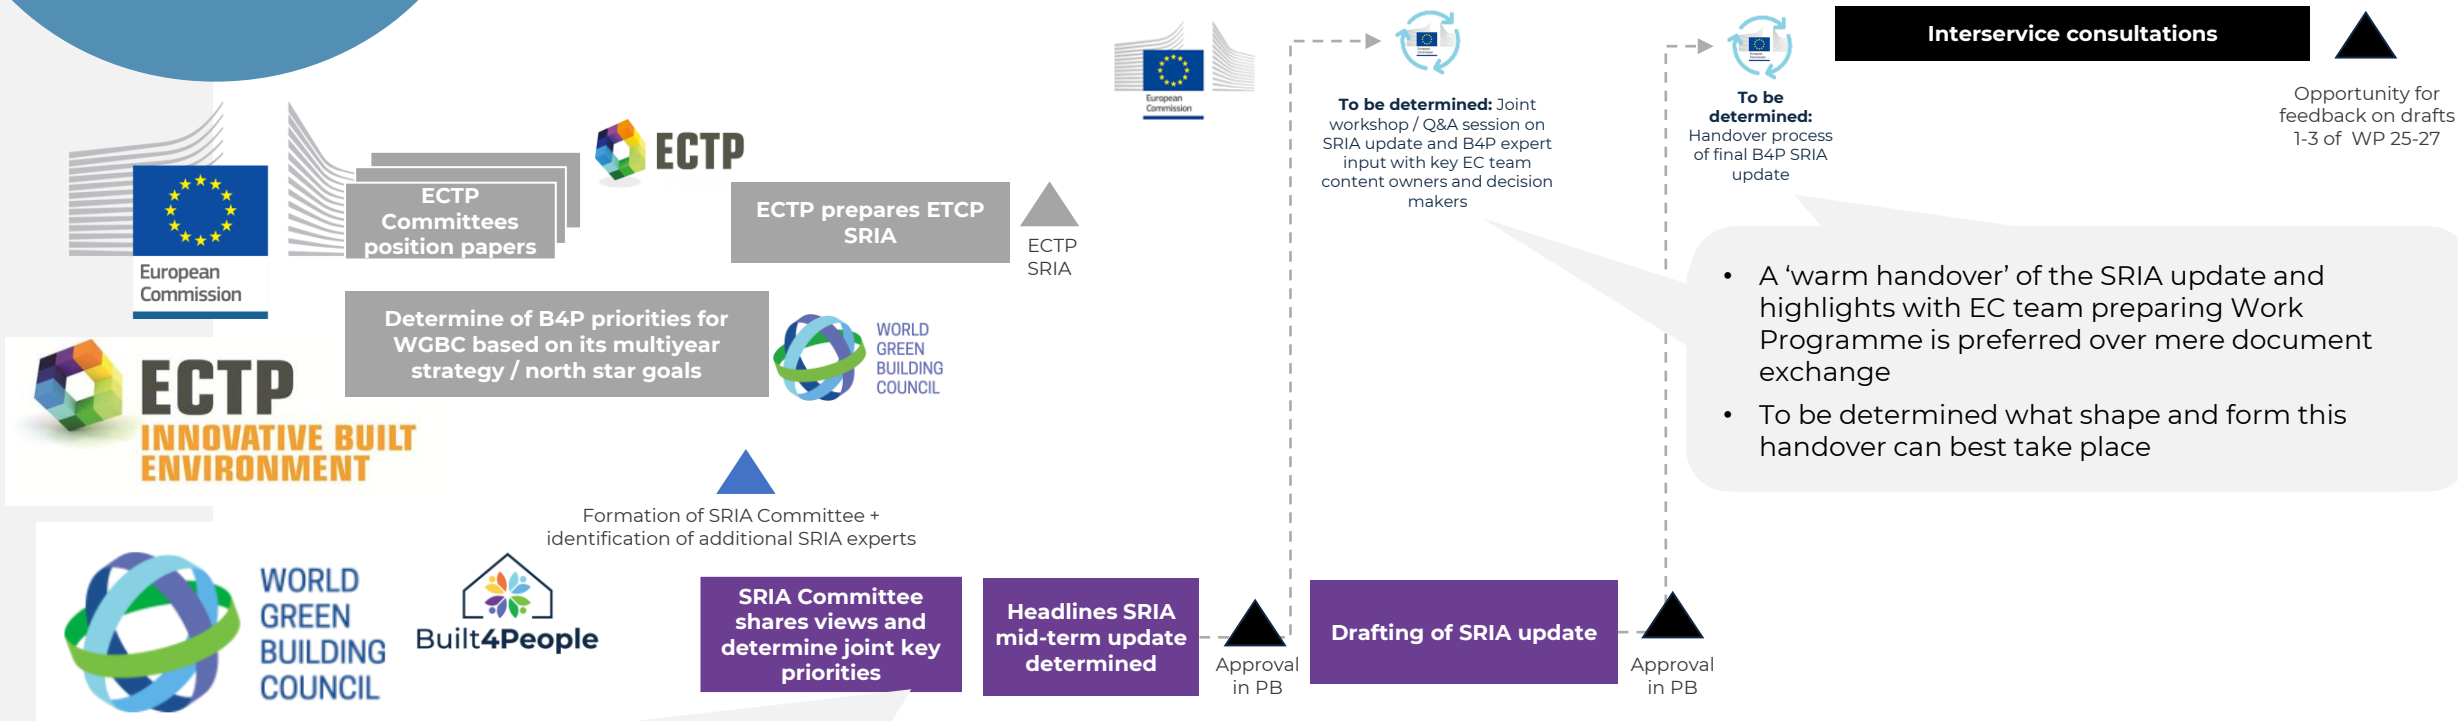 European
Commission
ECTP
INNOVATIVE BUILT
ENVIRONMENT
WORLD
GREEN
BUILDING
COUNCIL
ECTP
Committees
position papers
ECTP
ECTP prepares ETCP
SRIA
ECTP
SRIA
Determine of B4P priorities for
WGBC based on its multiyear
strategy / north star goals
WORLD
GREEN
BUILDING
COUNCIL
Formation of SRIA Committee +
identification of additional SRIA experts
Built4People
SRIA Committee
shares views and
determine joint key
priorities
Headlines SRIA
mid-term update
determined
Approval
in PB
Drafting of SRIA update
Approval
in PB
European
Commission
To be determined: Joint
workshop / Q&A session on
SRIA update and B4P expert
input with key EC team
content owners and decision
makers
To be
determined:
Handover process
of final B4P SRIA
update
Interservice consultations
Opportunity for
feedback on drafts
1-3 of WP 25-27
• A ‘warm handover’ of the SRIA update and
highlights with EC team preparing Work
Programme is preferred over mere document
exchange
• To be determined what shape and form this
handover can best take place